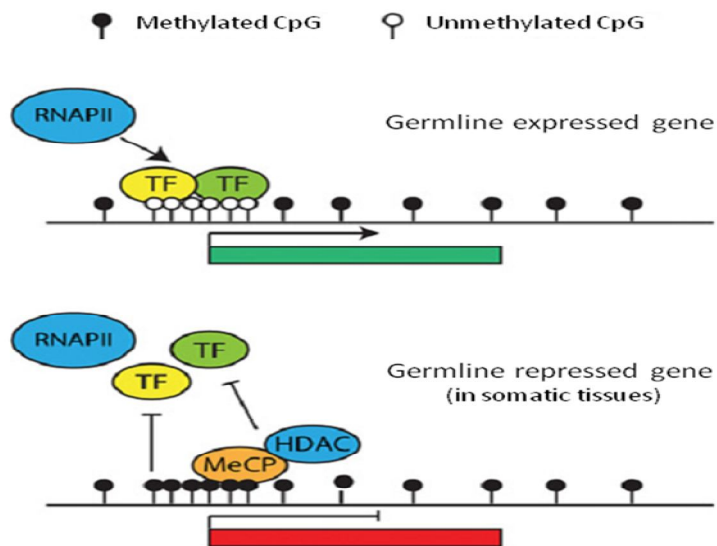 Methylated CpG
Unmethylated CpG
RNAPII
Germline expressed gene
TF
TF
RNAPII
TF
TF
Germline repressed gene
(in somatic tissues)
HDAC
MeCP